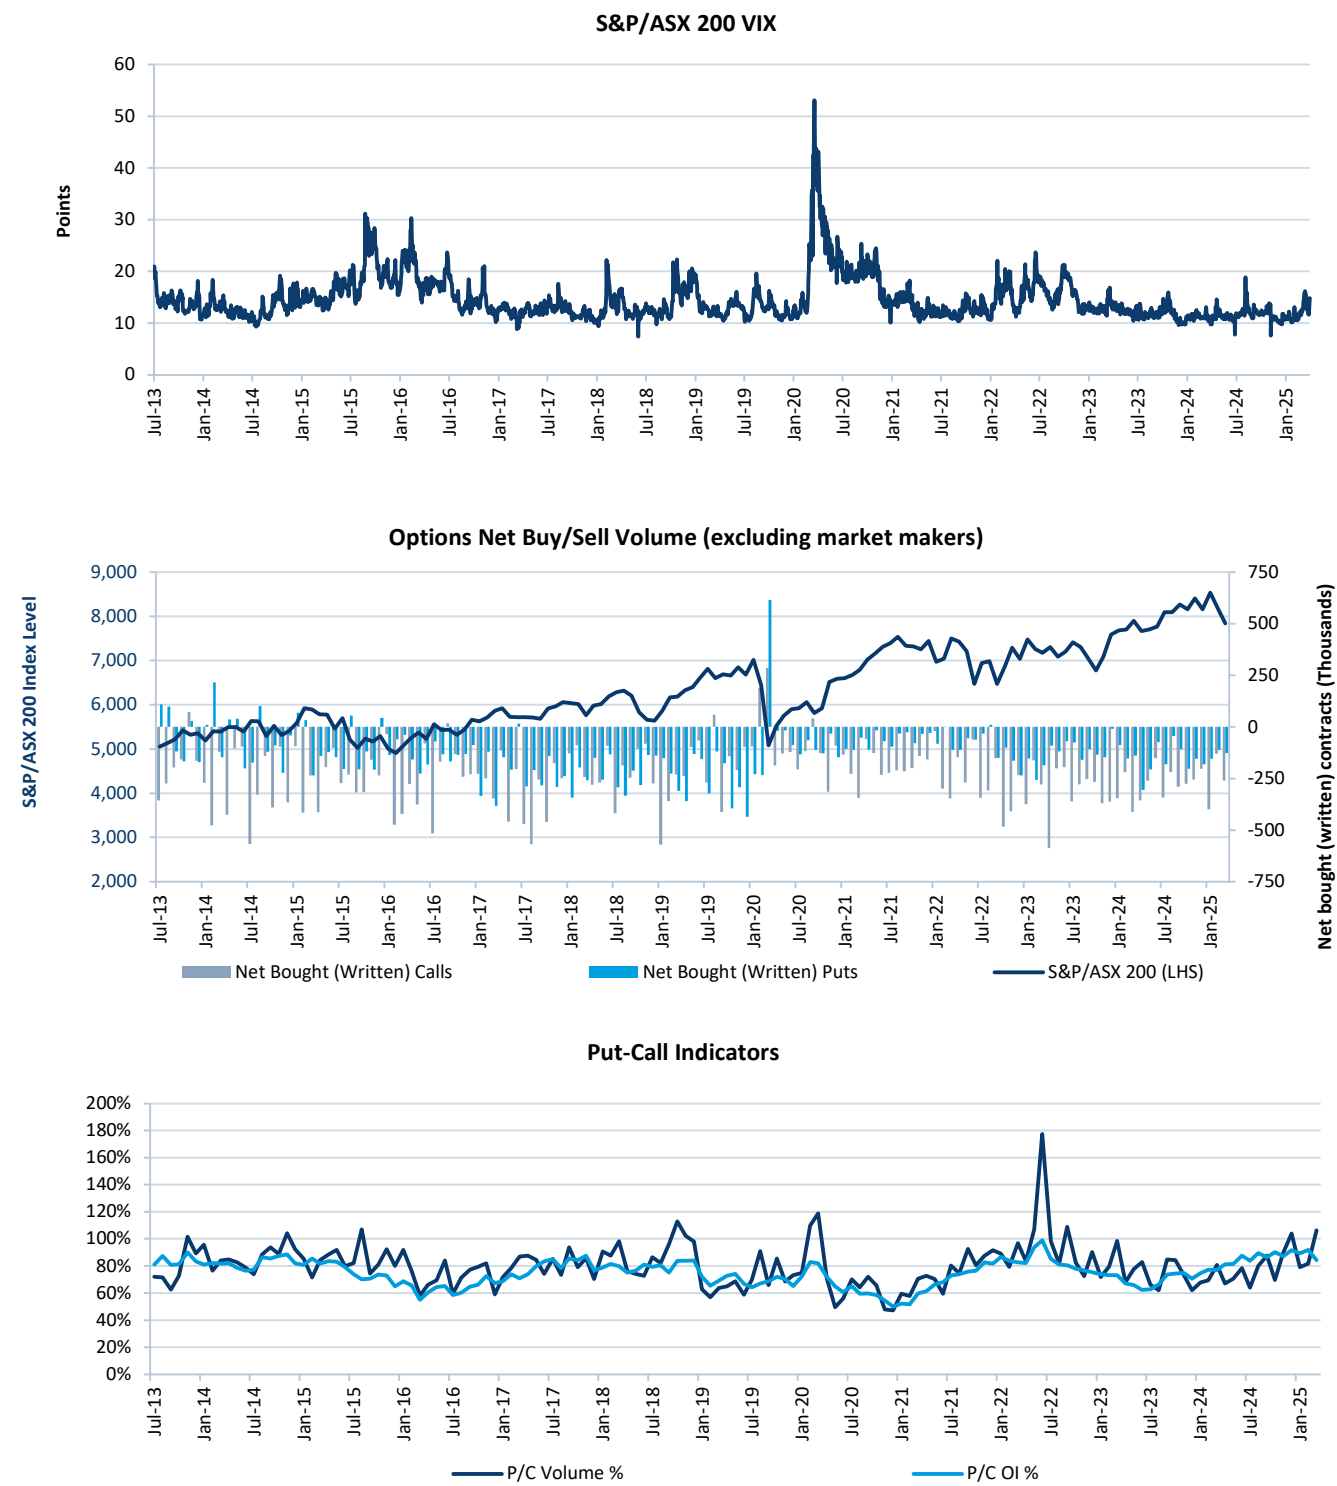 S&P/ASX 200 VIX
Points
60
50
40
30
20
10
0
Jul-13
Jan-14
Jul-14
Jan-15
Jul-15
Jan-16
Jul-16
Jan-17
Jul-17
Jan-18
Jul-18
Jan-19
Jul-19
Jan-20
Jul-20
Jan-21
Jul-21
Jan-22
Jul-22
Jan-23
Jul-23
Jan-24
Jul-24
Jan-25
Options Net Buy/Sell Volume (excluding market makers)
S&P/ASX 200 Index Level
9,000
8,000
7,000
6,000
5,000
4,000
3,000
2,000
750
500
250
0
-250
-500
-750
Net bought (written) contracts (Thousands)
Jul-13
Jan-14
Jul-14
Jan-15
Jul-15
Jan-16
Jul-16
Jan-17
Jul-17
Jan-18
Jul-18
Jan-19
Jul-19
Jan-20
Jul-20
Jan-21
Jul-21
Jan-22
Jul-22
Jan-23
Jul-23
Jan-24
Jul-24
Jan-25
Net Bought (Written) Calls
Net Bought (Written) Puts
S&P/ASX 200 (LHS)
Put-Call Indicators
200%
180%
160%
140%
120%
100%
80%
60%
40%
20%
0%
Jul-13
Jan-14
Jul-14
Jan-15
Jul-15
Jan-16
Jul-16
Jan-17
Jul-17
Jan-18
Jul-18
Jan-19
Jul-19
Jan-20
Jul-20
Jan-21
Jul-21
Jan-22
Jul-22
Jan-23
Jul-23
Jan-24
Jul-24
Jan-25
P/C Volume %
P/C OI %